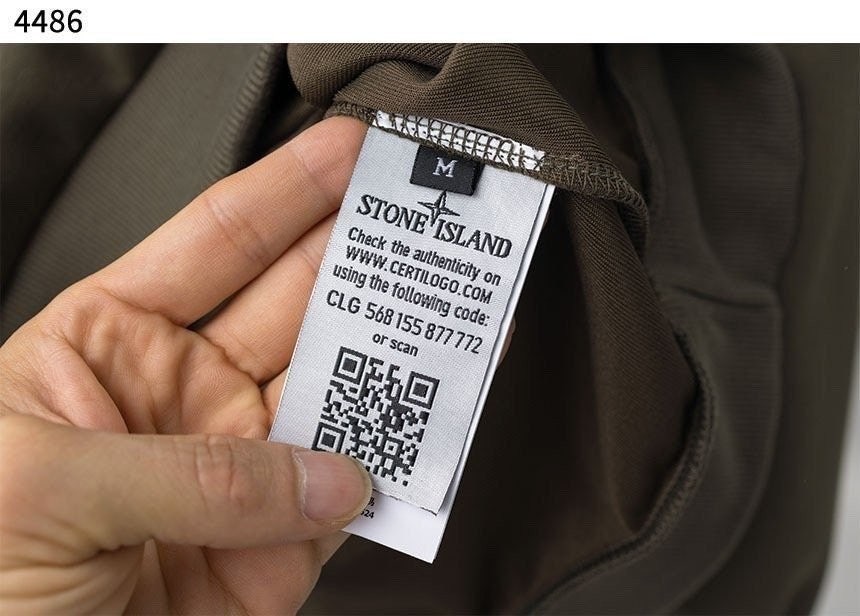 4486
M
STONE ISLAND
Check the authenticity on
WWW.CERTILOGO.COM
using the following code:
CLG 568 155 877 772
or scan